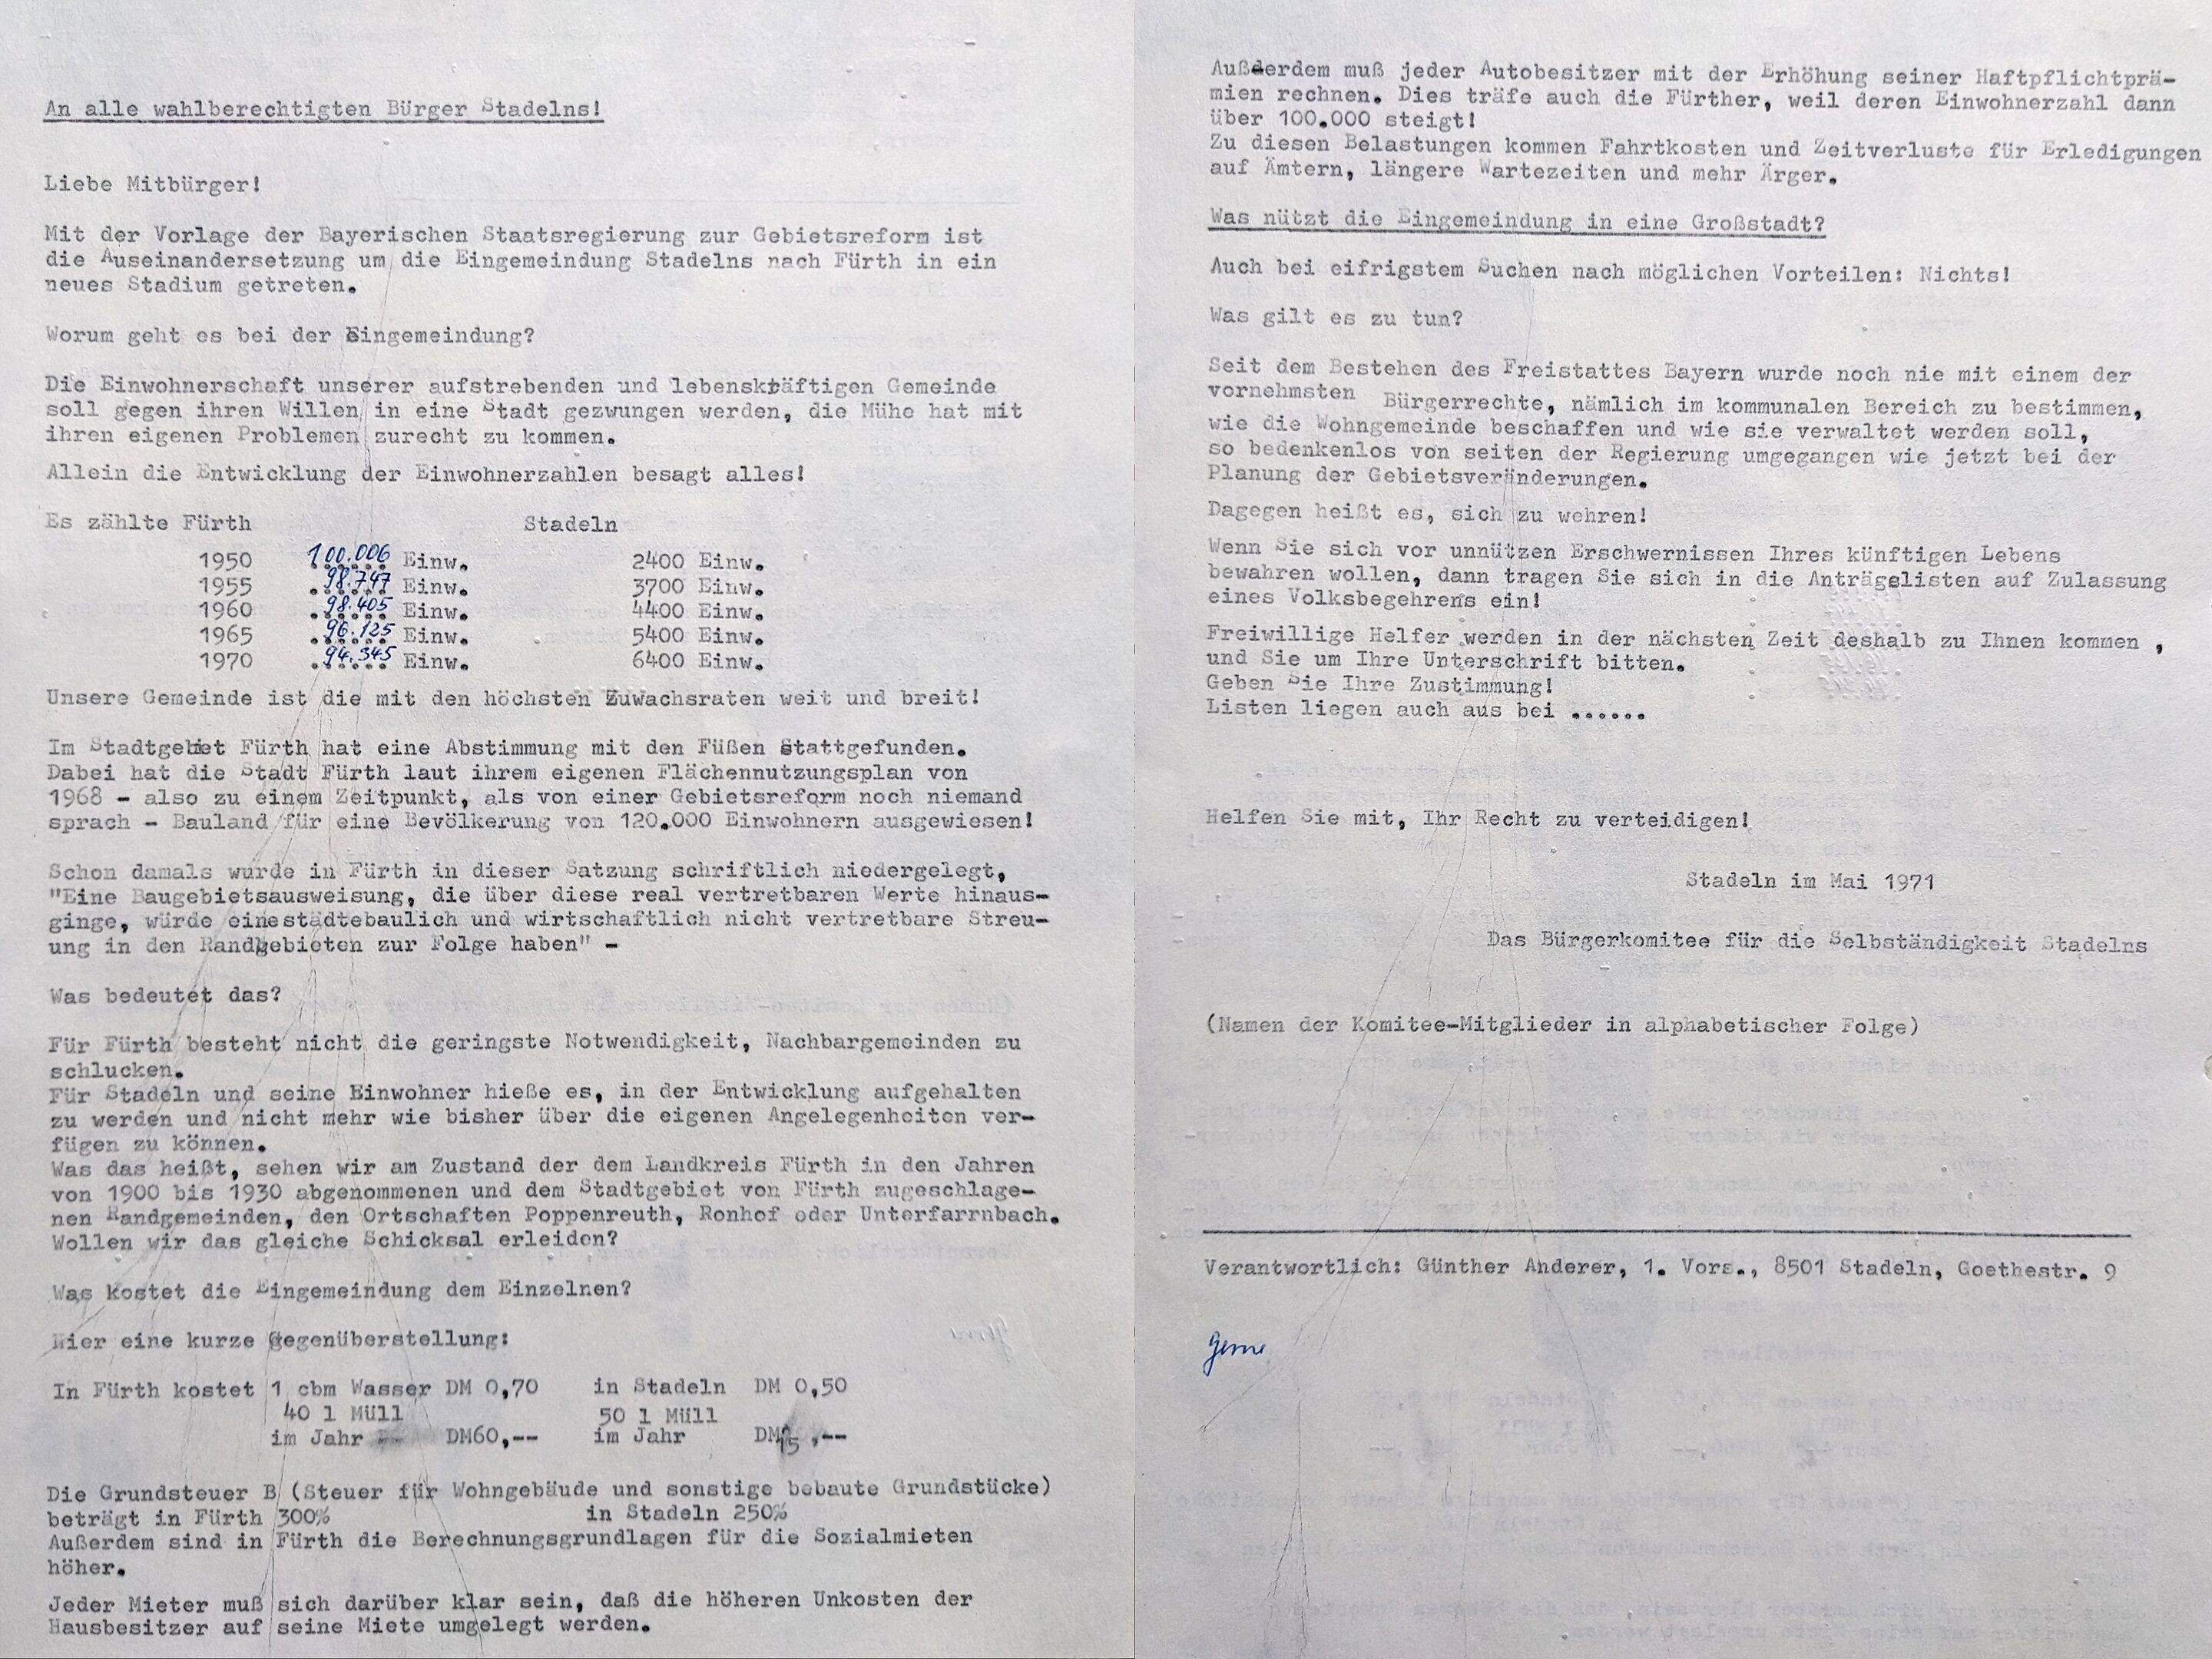 An alle wahlberechtigten Bürger Stadelns!
Liebe Mitbürger!
Mit der Vorlage der Bayerischen Staatsregierung zur Gebietsreform ist
die Auseinandersetzung um die Eingemeindung Stadelns nach Fürth in ein
neues Stadium getreten.
Worum geht es bei der Eingemeindung?
Die Einwohnerschaft unserer aufstrebenden und lebenskräftigen Gemeinde
soll gegen ihren Willen in eine Stadt gezwungen werden, die Mühe hat mit
ihren eigenen Problemen zurecht zu kommen.
Allein die Entwicklung der Einwohnerzahlen besagt alles!
Es zählte Fürth Stadeln
1950 100.006 Einw. 2400 Einw.
1955 98.747 Einw. 3700 Einw.
1960 98.405 Einw. 4400 Einw.
1965 96.125 Einw. 5400 Einw.
1970 94.345 Einw. 6400 Einw.
Unsere Gemeinde ist die mit den höchsten Zuwachsraten weit und breit!
Im Stadtgebiet Fürth hat eine Abstimmung mit den Füßen stattgefunden.
Dabei hat die Stadt Fürth laut ihrem eigenen Flächennutzungsplan von
1968 - also zu einem Zeitpunkt, als von einer Gebietsreform noch niemand
sprach - Bauland für eine Bevölkerung von 120.000 Einwohnern ausgewiesen!
Schon damals wurde in Fürth in dieser Satzung schriftlich niedergelegt,
"Eine Baugebietsausweisung, die über diese real vertretbaren Werte hinaus-
ginge, würde einestädtebaulich und wirtschaftlich nicht vertretbare Streu-
ung in den Randgebieten zur Folge haben" -
Was bedeutet das?
Für Fürth besteht nicht die geringste Notwendigkeit, Nachbargemeinden zu
schlucken.
Für Stadeln und seine Einwohner hieße es, in der Entwicklung aufgehalten
zu werden und nicht mehr wie bisher über die eigenen Angelegenheiten ver-
fügen zu können.
Was das heißt, sehen wir am Zustand der dem Landkreis Fürth in den Jahren
von 1900 bis 1930 abgenommenen und dem Stadtgebiet von Fürth zugeschlage-
nen Randgemeinden, den Ortschaften Poppenreuth, Ronhof oder Unterfarrnbach.
Wollen wir das gleiche Schicksal erleiden?
Was kostet die Eingemeindung dem Einzelnen?
Hier eine kurze Gegenüberstellung:
In Fürth kostet 1 cbm Wasser DM 0,70 in Stadeln DM 0,50
40 l Müll 50 l Müll
im Jahr DM60,-- im Jahr DM 15,--
Die Grundsteuer B (Steuer für Wohngebäude und sonstige bebaute Grundstücke)
beträgt in Fürth 300% in Stadeln 250%
Außerdem sind in Fürth die Berechnungsgrundlagen für die Sozialmieten
höher.
Jeder Mieter muß sich darüber klar sein, daß die höheren Unkosten der
Hausbesitzer auf seine Miete umgelegt werden.
Außderdem muß jeder Autobesitzer mit der Erhöhung seiner Haftpflichtprä-
mien rechnen. Dies träfe auch die Fürther, weil deren Einwohnerzahl dann
über 100.000 steigt!
Zu diesen Belastungen kommen Fahrtkosten und Zeitverluste für Erledigungen
auf Ämtern, längere Wartezeiten und mehr Ärger.
Was nützt die Eingemeindung in eine Großstadt?
Auch bei eifrigstem Suchen nach möglichen Vorteilen: Nichts!
Was gilt es zu tun?
Seit dem Bestehen des Freistattes Bayern wurde noch nie mit einem der
vornehmsten Bürgerrechte, nämlich im kommunalen Bereich zu bestimmen,
wie die Wohngemeinde beschaffen und wie sie verwaltet werden soll,
so bedenkenlos von seiten der Regierung umgegangen wie jetzt bei der
Planung der Gebietsveränderungen.
Dagegen heißt es, sich zu wehren!
Wenn Sie sich vor unnützen Erschwernissen Ihres künftigen Lebens
bewahren wollen, dann tragen Sie sich in die Anträgslisten auf Zulassung
eines Volksbegehrens ein!
Freiwillige Helfer werden in der nächsten Zeit deshalb zu Ihnen kommen ,
und Sie um Ihre Unterschrift bitten.
Geben Sie Ihre Zustimmung!
Listen liegen auch aus bei ......
Helfen Sie mit, Ihr Recht zu verteidigen!
Stadeln im Mai 1971
Das Bürgerkomitee für die Selbständigkeit Stadelns
(Namen der Komitee-Mitglieder in alphabetischer Folge)
Verantwortlich: Günther Anderer, 1. Vors., 8501 Stadeln, Goethestr. 9